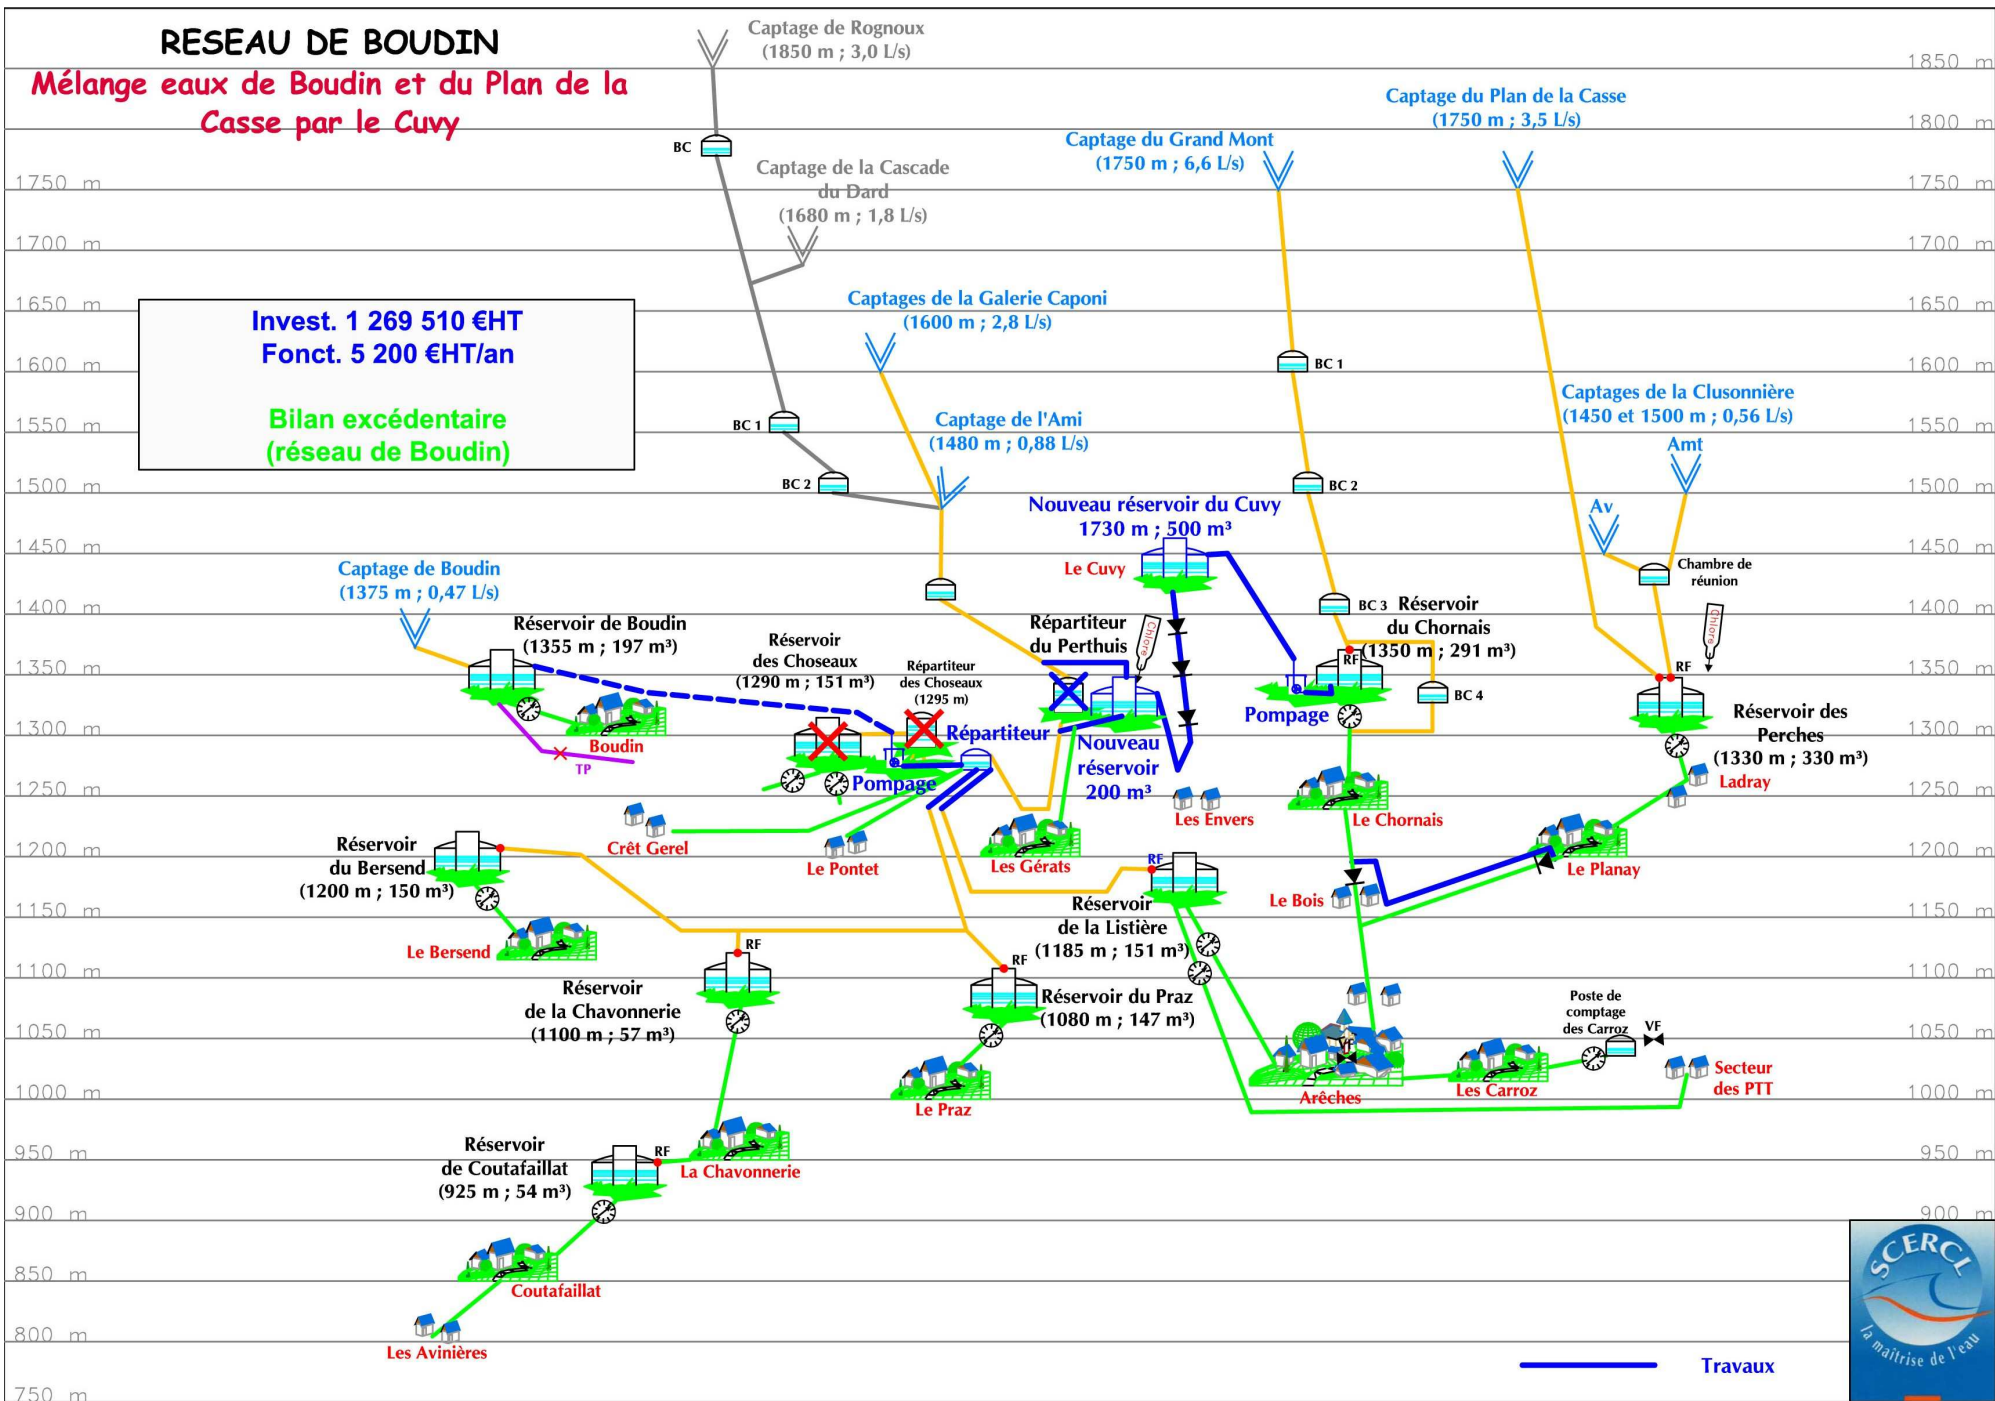 RESEAU DE BOUDIN
Mélange eaux de Boudin et du Plan de la
Casse par le Cuvy
Captage de Rognoux
(1850 m ; 3,0 L/s)
1850 m
Captage du Plan de la Casse
(1750 m ; 3,5 L/s)
1800 m
BC
Captage du Grand Mont
(1750 m ; 6,6 L/s)
Captage de la Cascade
du Dard
(1680 m ; 1,8 L/s)
1750 m
1750 m
1700 m
1700 m
1650 m
1650 m
Invest. 1 269 510 €HT
Fonct. 5 200 €HT/an
Bilan excédentaire
(réseau de Boudin)
Captages de la Galerie Caponi
(1600 m ; 2,8 L/s)
1600 m
1600 m
BC 1
Captages de la Clusonnière
(1450 et 1500 m ; 0,56 L/s)
Amt
Av
Captage de l'Ami
(1480 m ; 0,88 L/s)
BC 1
1550 m
1550 m
BC 2
BC 2
1500 m
1500 m
Nouveau réservoir du Cuvy
1730 m ; 500 m³
Le Cuvy
1450 m
1450 m
Chambre de
réunion
Captage de Boudin
(1375 m ; 0,47 L/s)
1400 m
1400 m
BC 3
Réservoir
du Chornais
(1350 m ; 291 m³)
RF
BC 4
Chlore
RF
Réservoir de Boudin
(1355 m ; 197 m³)
Réservoir
des Choseaux
(1290 m ; 151 m³)
Répartiteur
des Choseaux
(1295 m)
Répartiteur
du Perthuis
Chlore
1350 m
1350 m
Pompage
Réservoir des
Perches
(1330 m ; 330 m³)
1300 m
1300 m
Boudin
TP
Répartiteur
Pompage
Nouveau
réservoir
200 m³
Ladray
1250 m
1250 m
Crêt Gerel
Le Pontet
Les Gérats
Les Envers
Le Chornais
Le Planay
1200 m
1200 m
Réservoir
du Bersend
(1200 m ; 150 m³)
RF
Réservoir
de la Listière
(1185 m ; 151 m³)
Le Bois
1150 m
1150 m
Le Bersend
RF
RF
1100 m
1100 m
Réservoir
de la Chavonnerie
(1100 m ; 57 m³)
Réservoir du Praz
(1080 m ; 147 m³)
Poste de
comptage
des Carroz
VF
1050 m
1050 m
Vf
Secteur
des PTT
Le Praz
Arêches
Les Carroz
1000 m
1000 m
Réservoir
de Coutafaillat
(925 m ; 54 m³)
RF
La Chavonnerie
950 m
950 m
900 m
900 m
Coutafaillat
850 m
Les Avinières
800 m
750 m
Travaux
SCERCL
la maîtrise de l'eau